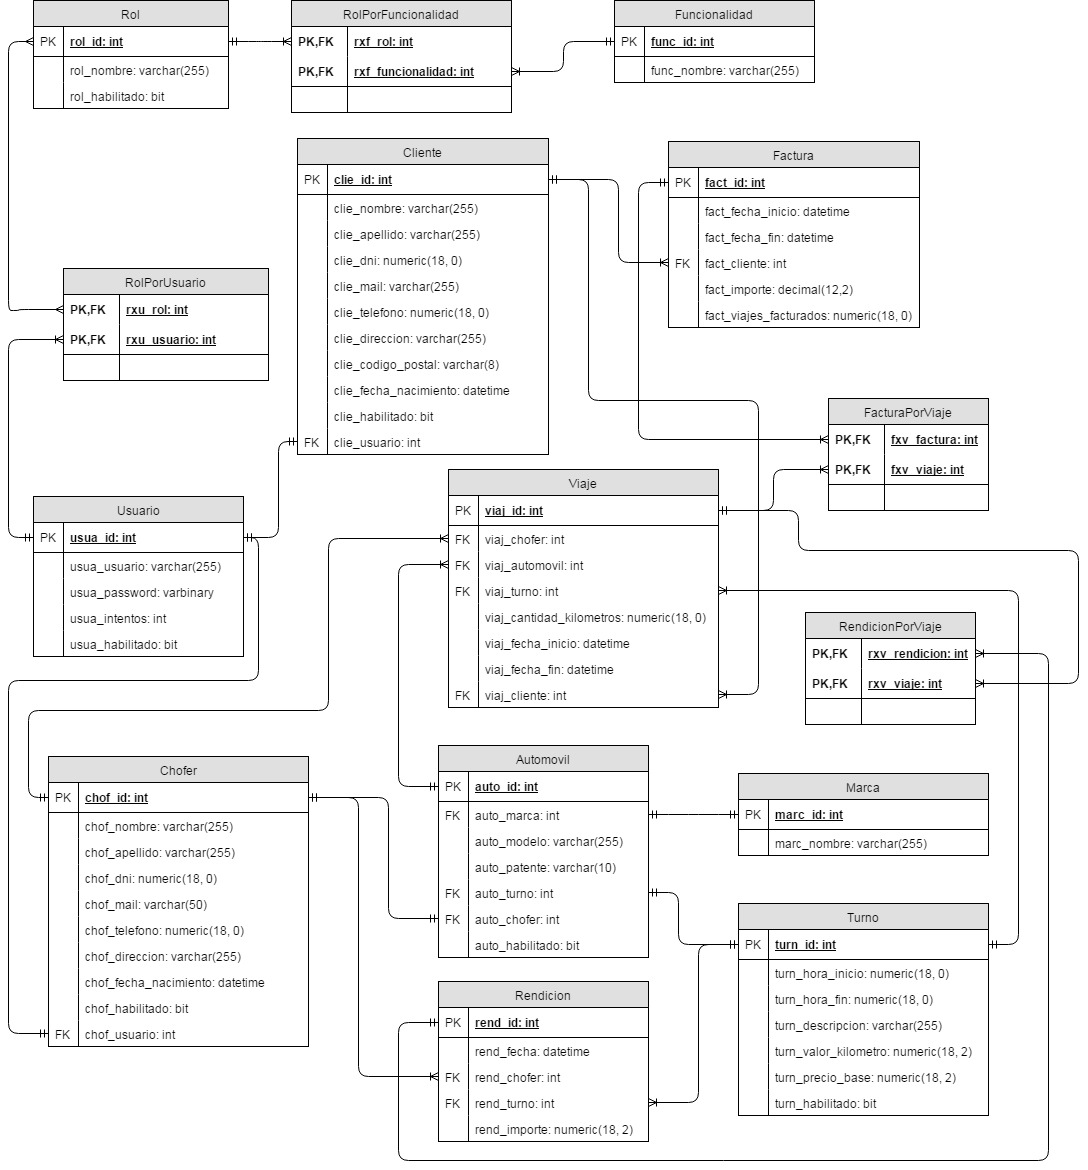 Rol
PK rol_id: int
rol_nombre: varchar(255)
rol_habilitado: bit
RolPorFuncionalidad
PK,FK rxf_rol: int
PK,FK rxf_funcionalidad: int
Funcionalidad
PK func_id: int
func_nombre: varchar(255)
Cliente
PK clie_id: int
clie_nombre: varchar(255)
clie_apellido: varchar(255)
clie_dni: numeric(18, 0)
clie_mail: varchar(255)
clie_telefono: numeric(18, 0)
clie_direccion: varchar(255)
clie_codigo_postal: varchar(8)
clie_fecha_nacimiento: datetime
clie_habilitado: bit
FK clie_usuario: int
Factura
PK fact_id: int
fact_fecha_inicio: datetime
fact_fecha_fin: datetime
FK fact_cliente: int
fact_importe: decimal(12,2)
fact_viajes_facturados: numeric(18, 0)
RolPorUsuario
PK,FK rxu_rol: int
PK,FK rxu_usuario: int
FacturaPorViaje
PK,FK fxv_factura: int
PK,FK fxv_viaje: int
Usuario
PK usua_id: int
usua_usuario: varchar(255)
usua_password: varbinary
usua_intentos: int
usua_habilitado: bit
Viaje
PK viaj_id: int
FK viaj_chofer: int
FK viaj_automovil: int
FK viaj_turno: int
viaj_cantidad_kilometros: numeric(18, 0)
viaj_fecha_inicio: datetime
viaj_fecha_fin: datetime
FK viaj_cliente: int
RendicionPorViaje
PK,FK rxv_rendicion: int
PK,FK rxv_viaje: int
Chofer
PK chof_id: int
chof_nombre: varchar(255)
chof_apellido: varchar(255)
chof_dni: numeric(18, 0)
chof_mail: varchar(50)
chof_telefono: numeric(18, 0)
chof_direccion: varchar(255)
chof_fecha_nacimiento: datetime
chof_habilitado: bit
FK chof_usuario: int
Automovil
PK auto_id: int
FK auto_marca: int
auto_modelo: varchar(255)
auto_patente: varchar(10)
FK auto_turno: int
FK auto_chofer: int
auto_habilitado: bit
Marca
PK marc_id: int
marc_nombre: varchar(255)
Turno
PK turn_id: int
turn_hora_inicio: numeric(18, 0)
turn_hora_fin: numeric(18, 0)
turn_descripcion: varchar(255)
turn_valor_kilometro: numeric(18, 2)
turn_precio_base: numeric(18, 2)
turn_habilitado: bit
Rendicion
PK rend_id: int
rend_fecha: datetime
FK rend_chofer: int
FK rend_turno: int
rend_importe: numeric(18, 2)